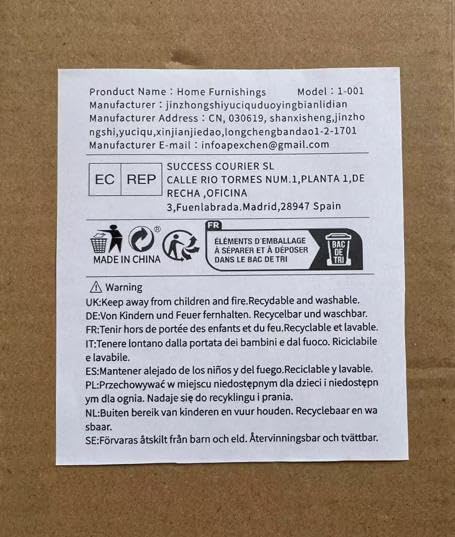 Pronduct Name：Home Furnishings Model：1-001
Manufacturer：jinzhongshiyuciquduoyingbianlidian
Manufacturer Address：CN, 030619, shanxisheng,jinzho
ngshi,yuciqu,xinjianjiedao,longchengbandao1-2-1701
Manufacturer E-mail：infoapexchen@gmail.com
EC REP
SUCCESS COURIER SL
CALLE RIO TORMES NUM.1,PLANTA 1,DE
RECHA ,OFICINA
3,Fuenlabrada.Madrid,28947 Spain
MADE IN CHINA
®
FR
ÉLÉMENTS D'EMBALLAGE
À SÉPARER ET À DÉPOSER
DANS LE BAC DE TRI
BAC
DE
TRI
Warning
UK:Keep away from children and fire.Recydable and washable.
DE:Von Kindern und Feuer fernhalten. Recycelbar und waschbar.
FR:Tenir hors de portée des enfants et du feu.Recyclable et lavable.
IT:Tenere lontano dalla portata dei bambini e dal fuoco. Riciclabile
e lavabile.
ES:Mantener alejado de los niños y del fuego.Reciclable y lavable.
PL:Przechowywać w miejscu niedostępnym dla dzieci i niedostępn
ym dla ognia. Nadaje się do recyklingu i prania.
NL:Buiten bereik van kinderen en vuur houden. Recyclebaar en wa
sbaar.
SE:Förvaras åtskilt från barn och eld. Återvinningsbar och tvättbar.